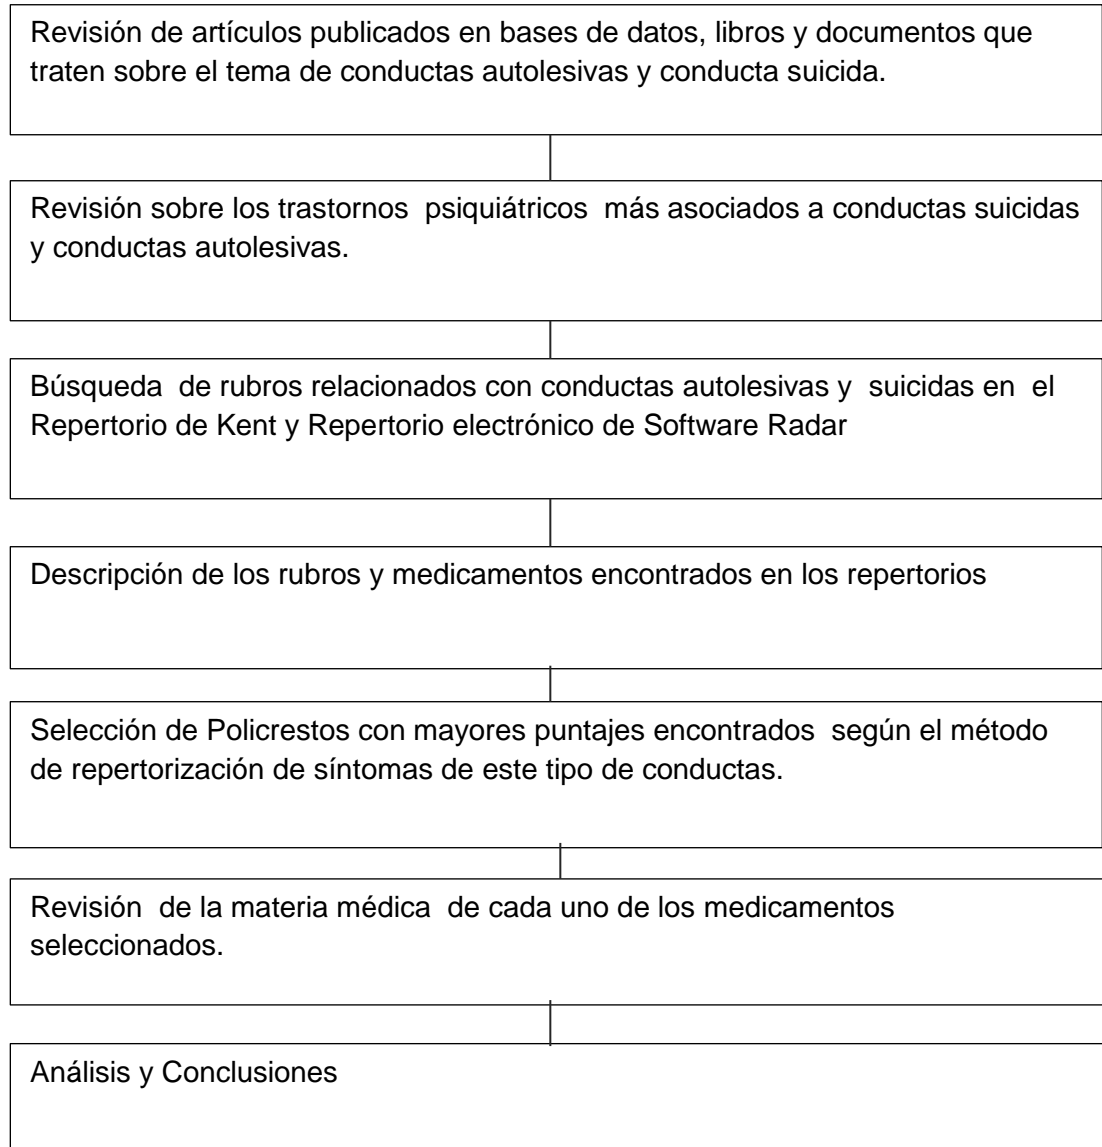 Revisión de artículos publicados en bases de datos, libros y documentos que
traten sobre el tema de conductas autolesivas y conducta suicida.
Revisión sobre los trastornos psiquiátricos más asociados a conductas suicidas
y conductas autolesivas.
Búsqueda de rubros relacionados con conductas autolesivas y suicidas en el
Repertorio de Kent y Repertorio electrónico de Software Radar
Descripción de los rubros y medicamentos encontrados en los repertorios
Selección de Policrestos con mayores puntajes encontrados según el método
de repertorización de síntomas de este tipo de conductas.
Revisión de la materia médica de cada uno de los medicamentos
seleccionados.
Análisis y Conclusiones